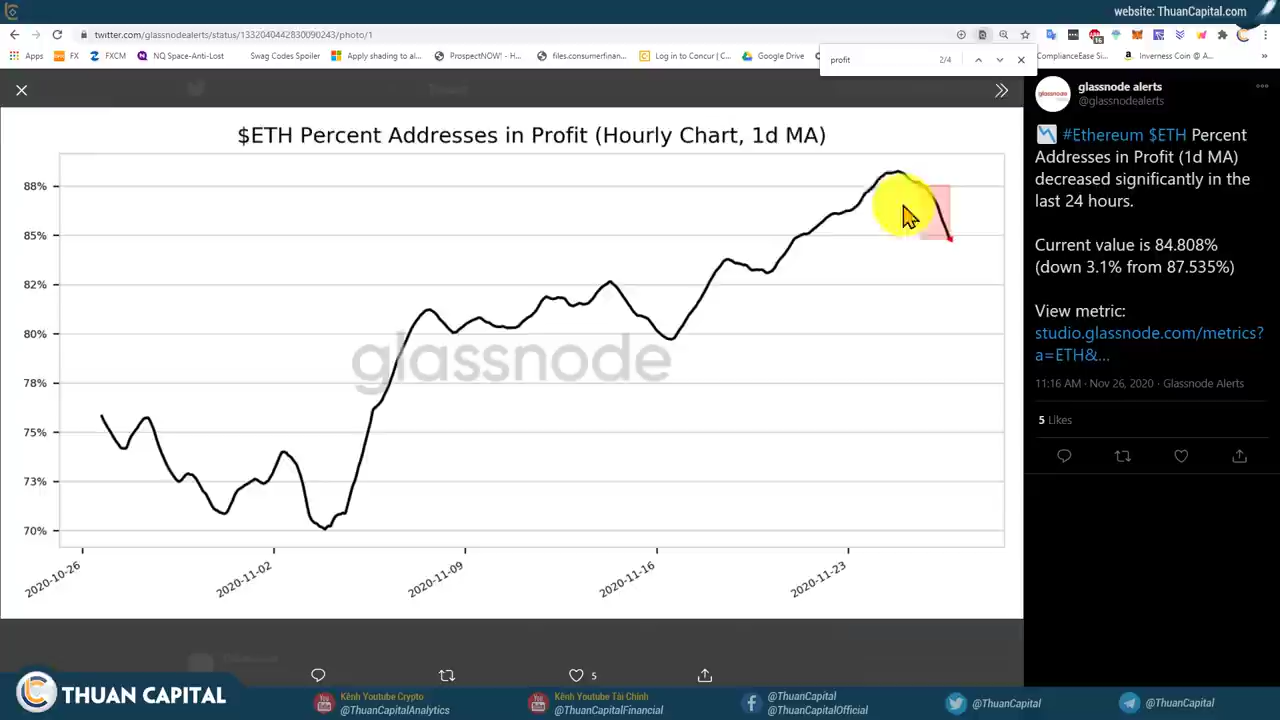 website: ThuanCapital.com
twitter.com/glassnodealerts/status/1332040442830090243/photo/1
Apps
FX
FXCM
NQ Space-Anti-Lost
Swag Codes Spoiler
Apply shading to al...
ProspectNOW! - Ev...
files.consumerfinan...
Log in to Concur | C...
Google Drive
ComplianceEase Si...
Inverness Coin @ A...
profit
2/4
glassnode alerts
@glassnodealerts
$ETH Percent Addresses in Profit (Hourly Chart, 1d MA)
88%
85%
82%
80%
78%
75%
73%
70%
glassnode
2020-10-26
2020-11-02
2020-11-09
2020-11-16
2020-11-23
#Ethereum $ETH Percent
Addresses in Profit (1d MA)
decreased significantly in the
last 24 hours.
Current value is 84.808%
(down 3.1% from 87.535%)
View metric:
studio.glassnode.com/metrics?
a=ETH&...
11:16 AM · Nov 26, 2020 · Glassnode Alerts
5 Likes
5
THUAN CAPITAL
Kênh Youtube Crypto
@ThuanCapitalAnalytics
Kênh Youtube Tài Chính
@ThuanCapitalFinancial
@ThuanCapital
@ThuanCapitalOfficial
@ThuanCapital
@ThuanCapital